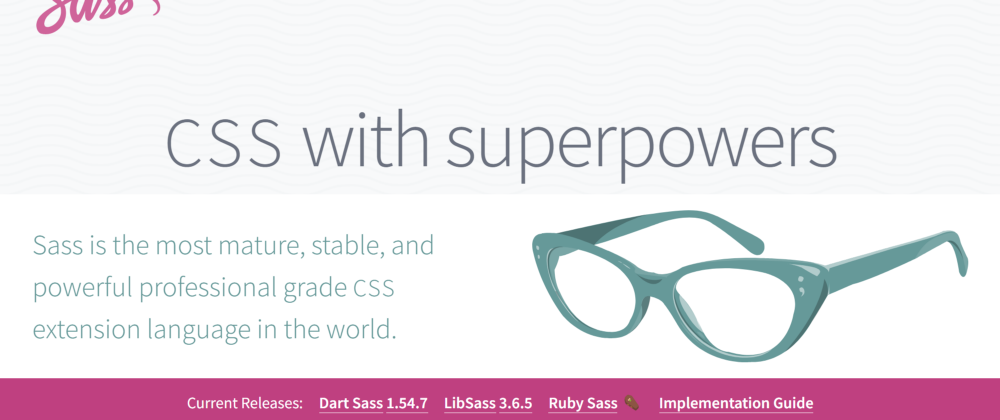 Sass
CSS with superpowers
Sass is the most mature, stable, and
powerful professional grade CSS
extension language in the world.
Current Releases: Dart Sass 1.54.7 LibSass 3.6.5 Ruby Sass Implementation Guide